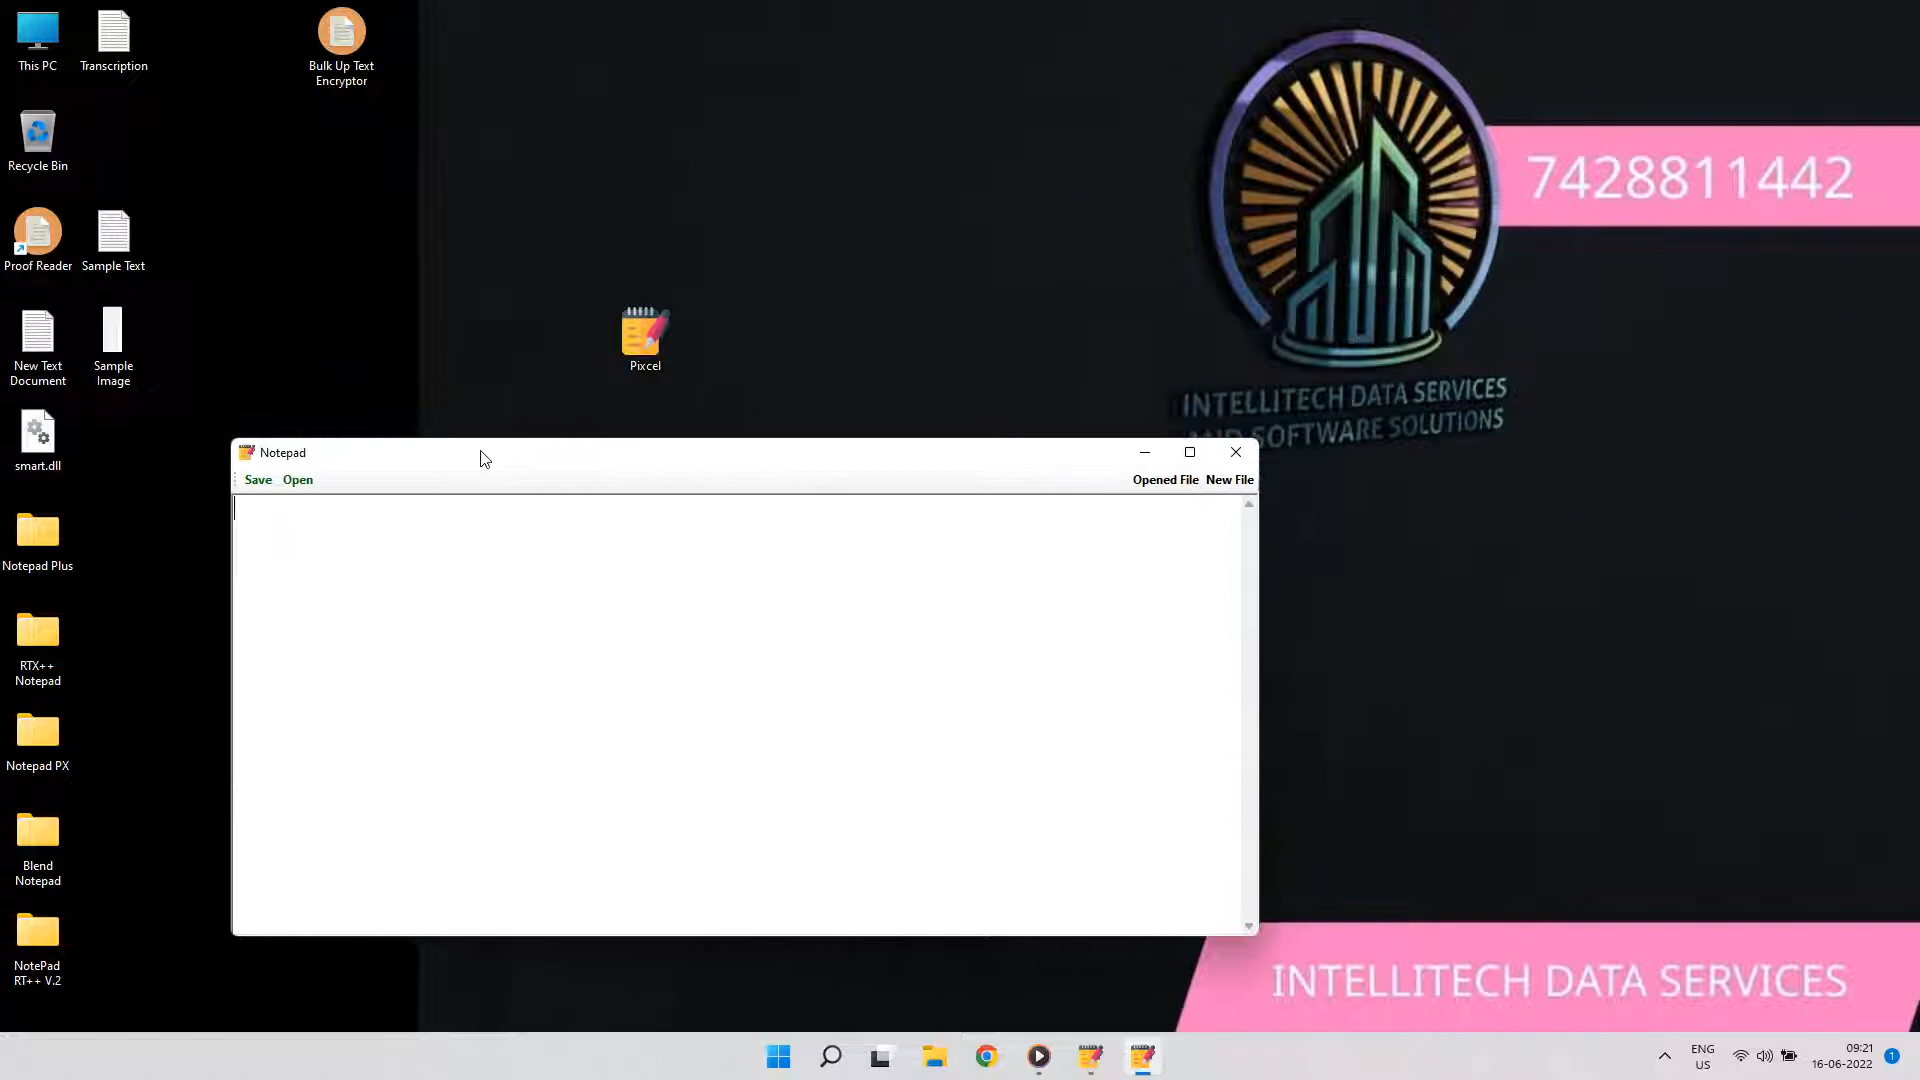 This PC
Transcription
Bulk Up Text
Encryptor
Recycle Bin
Proof Reader
Sample Text
New Text
Document
Sample
Image
smart.dll
Notepad Plus
RTX++
Notepad
Notepad PX
Blend
Notepad
NotePad
RT++ V.2
Pixcel
7428811442
INTELLITECH DATA SERVICES
AND SOFTWARE SOLUTIONS
Notepad
Save Open
Opened File New File
INTELLITECH DATA SERVICES
ENG
US
09:21
16-06-2022
1